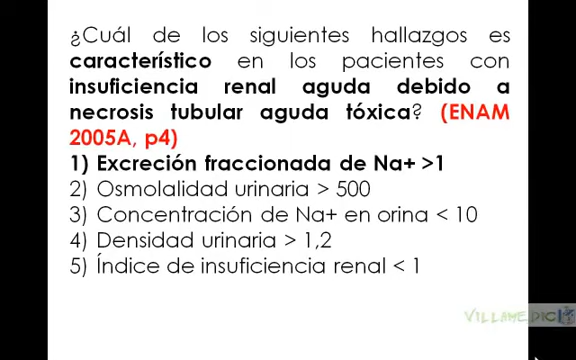 ¿Cuál de los siguientes hallazgos es
característico en los pacientes con
insuficiencia renal aguda debido a
necrosis tubular aguda tóxica? (ENAM
2005A, p4)
1) Excreción fraccionada de Na+ >1
2) Osmolalidad urinaria > 500
3) Concentración de Na+ en orina < 10
4) Densidad urinaria > 1,2
5) Índice de insuficiencia renal < 1
VILLAMEDIC